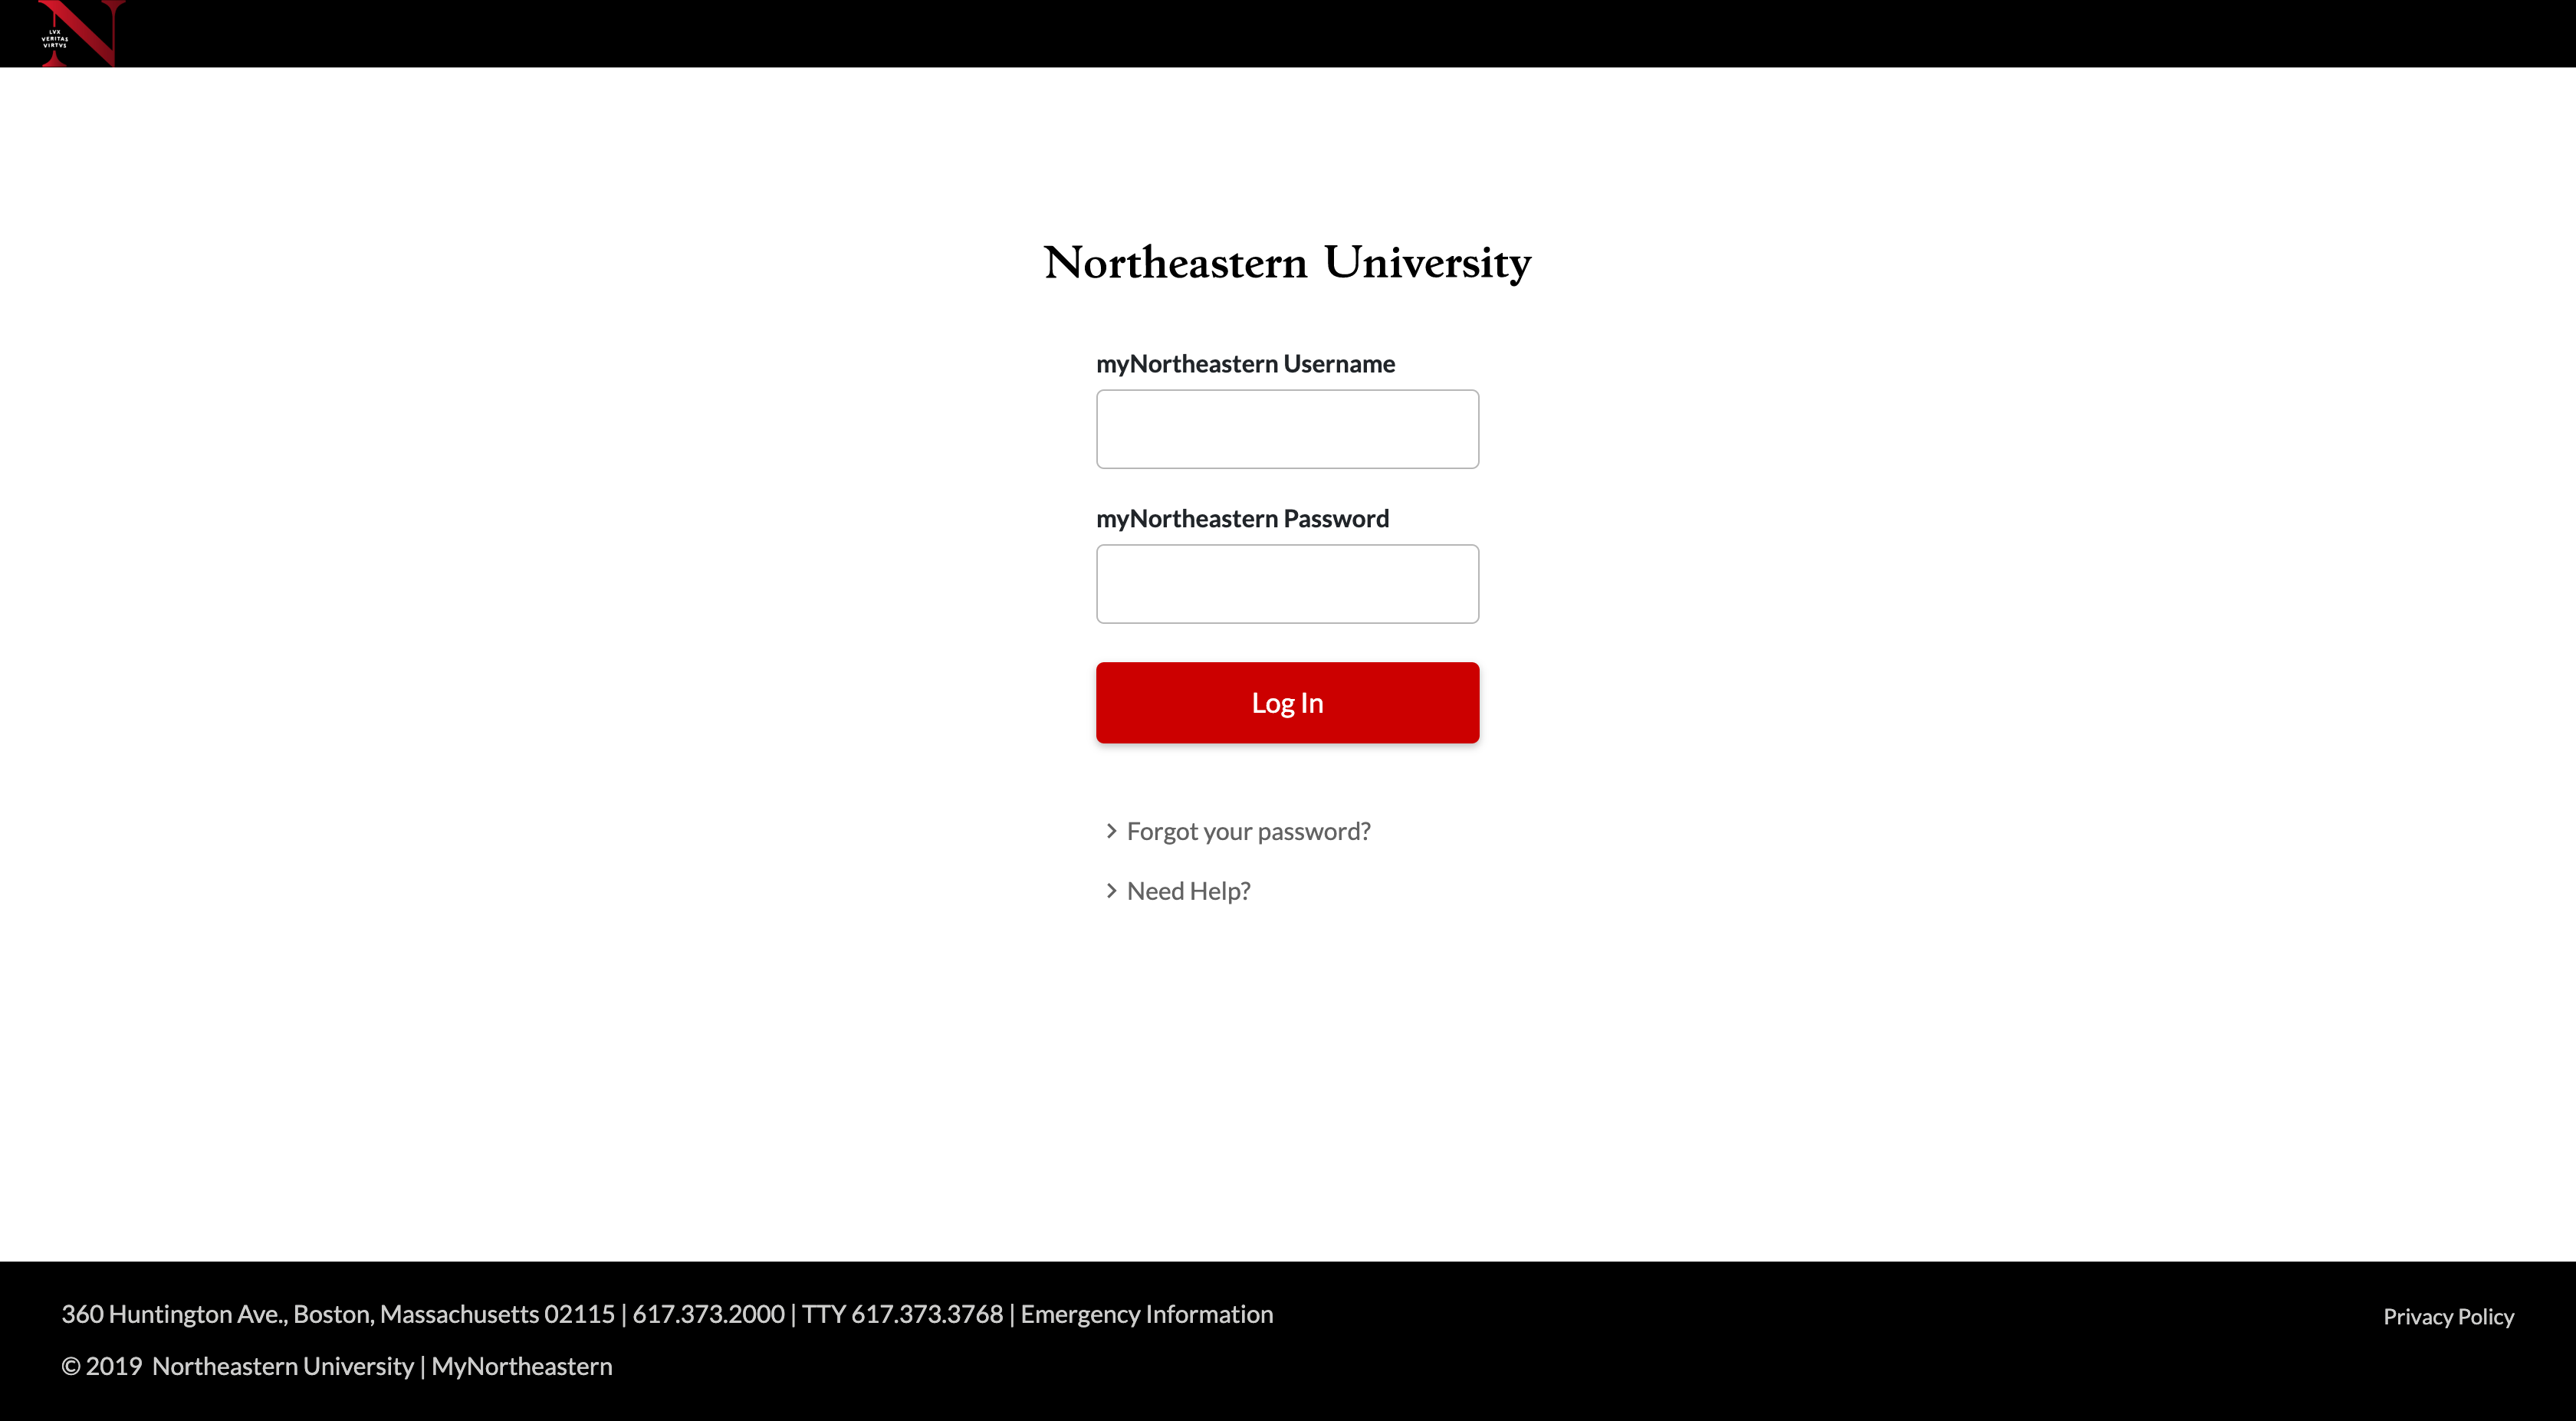 LVX
VERITAS
VIRTVS
Northeastern University
myNortheastern Username
myNortheastern Password
Log In
Forgot your password?
Need Help?
360 Huntington Ave., Boston, Massachusetts 02115 | 617.373.2000 | TTY 617.373.3768 | Emergency Information
Privacy Policy
© 2019 Northeastern University | MyNortheastern